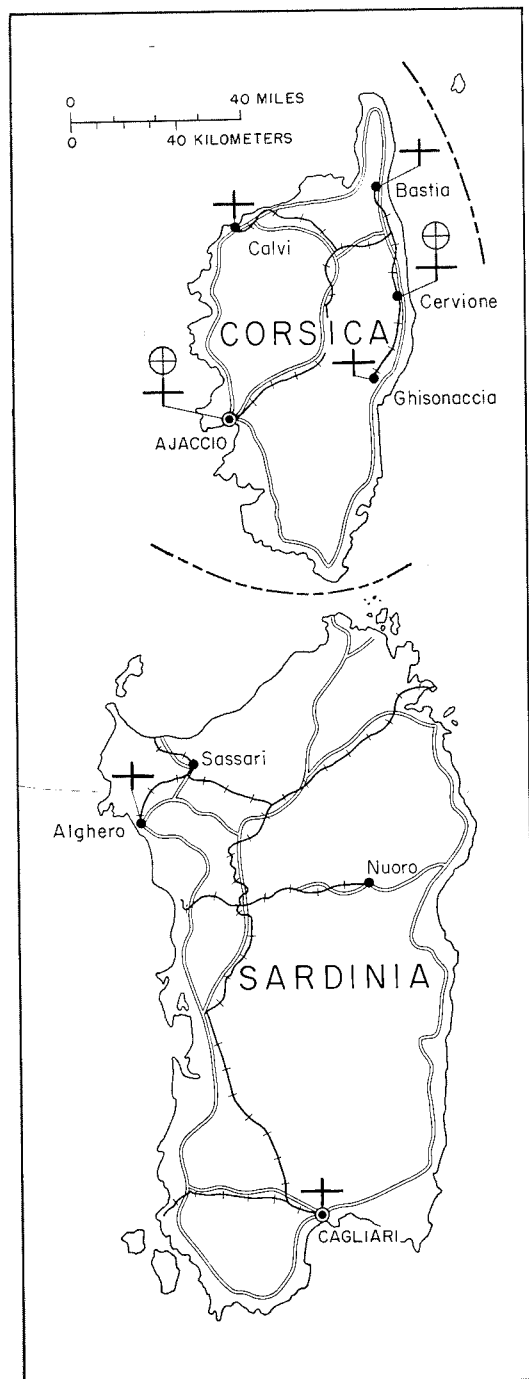 0 40 MILES
0 40 KILOMETERS
Bastia
Calvi
Cervione
CORSICA
Ghisonaccia
AJACCIO
Sassari
Alghero
Nuoro
SARDINIA
CAGLIARI